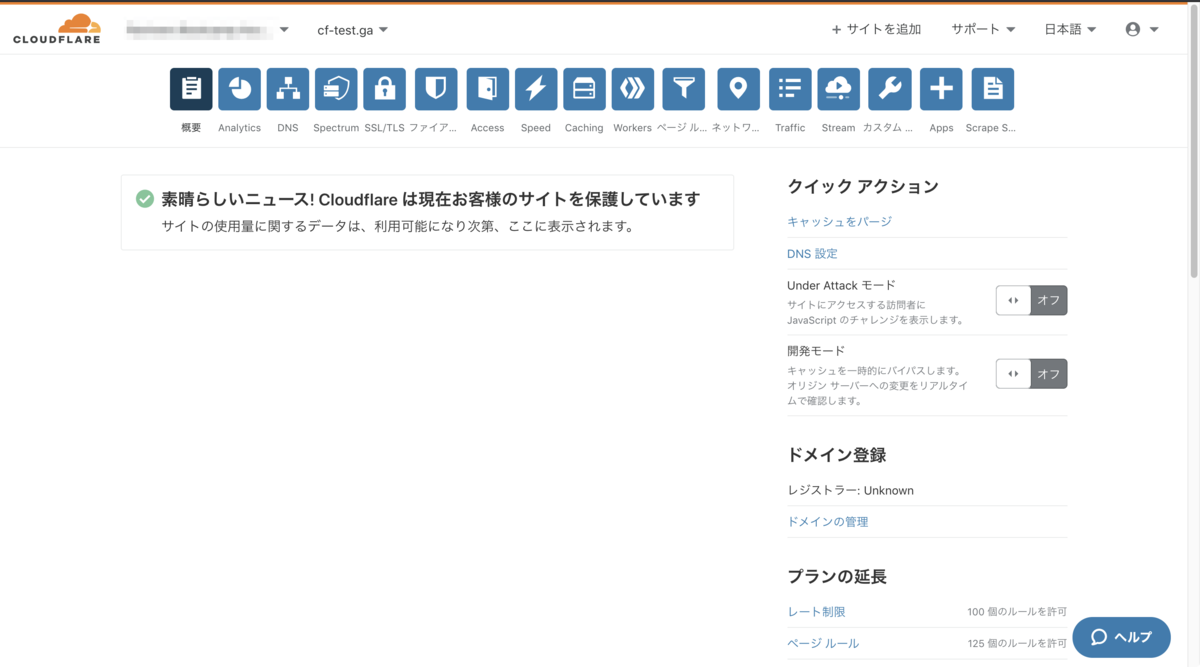 CLOUDFLARE
cf-test.ga
+ サイトを追加
サポート
日本語
概要
Analytics
DNS
Spectrum
SSL/TLS
ファイア...
Access
Speed
Caching
Workers
ページ ル...
ネットワ...
Traffic
Stream
カスタム ...
Apps
Scrape S...
素晴らしいニュース! Cloudflare は現在お客様のサイトを保護しています
サイトの使用量に関するデータは、利用可能になり次第、ここに表示されます。
クイック アクション
キャッシュをパージ
DNS 設定
Under Attack モード
サイトにアクセスする訪問者に
JavaScript のチャレンジを表示します。
オフ
開発モード
キャッシュを一時的にバイパスします。
オリジン サーバーへの変更をリアルタイ
ムで確認します。
オフ
ドメイン登録
レジストラー: Unknown
ドメインの管理
プランの延長
レート制限
100 個のルールを許可
ページ ルール
125 個のルールを許可
ヘルプ